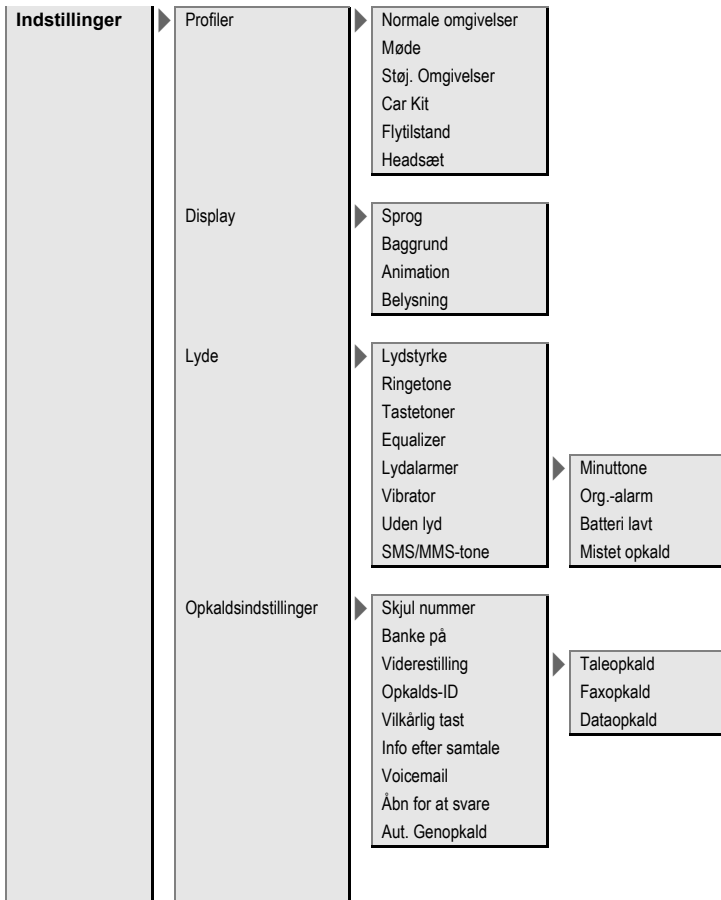 Indstillinger
Profiler
Normale omgivelser
Møde
Støj. Omgivelser
Car Kit
Flytilstand
Headsæt
Display
Sprog
Baggrund
Animation
Belysning
Lyde
Lydstyrke
Ringetone
Tastetoner
Equalizer
Lydalarmer
Minuttone
Org.-alarm
Batteri lavt
Mistet opkald
Vibrator
Uden lyd
SMS/MMS-tone
Opkaldsindstillinger
Skjul nummer
Banke på
Viderestilling
Taleopkald
Faxopkald
Dataopkald
Opkalds-ID
Vilkårlig tast
Info efter samtale
Voicemail
Åbn for at svare
Aut. Genopkald